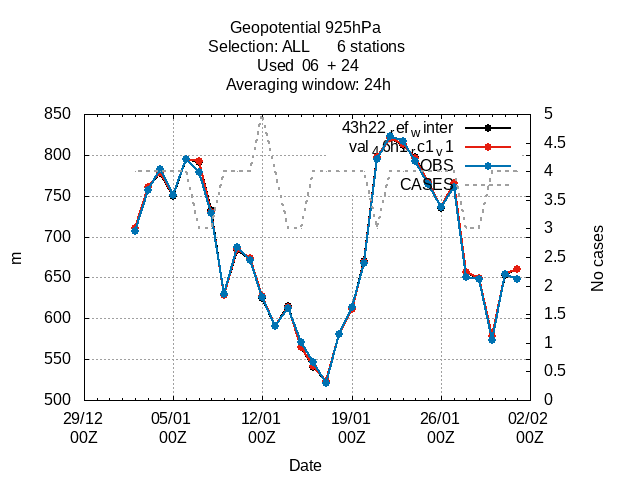 Geopotential 925hPa
Selection: ALL 6 stations
Used 06 + 24
Averaging window: 24h
850
800
750
700
650
600
550
500
5
4.5
4
3.5
3
2.5
2
1.5
1
0.5
0
43h22_ref_winter
OBS
CASES
m
No cases
29/12 05/01 12/01 19/01 26/01 02/02
00Z 00Z 00Z 00Z 00Z 00Z
Date